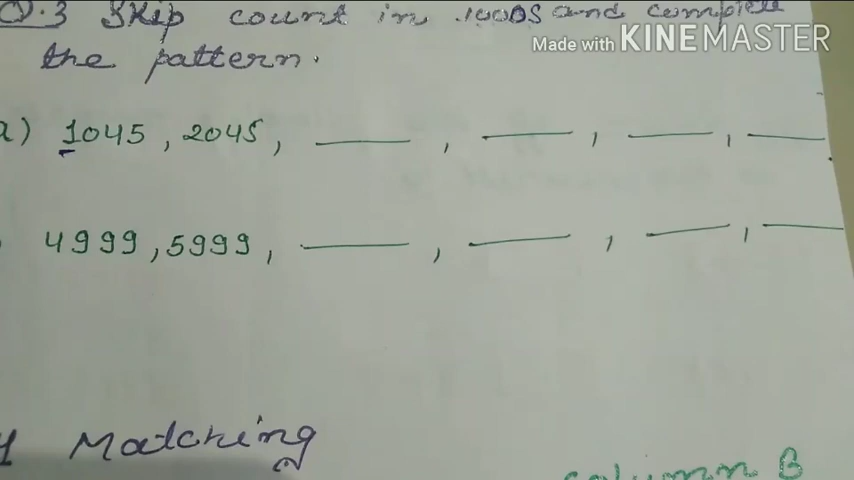 Q.3 Skip count in 1000s and complete
Made with KINEMASTER
the pattern.
a) 1045, 2045, ____, ____, ____, ____
4999, 5999, ____, ____, ____, ____
Matching
column B